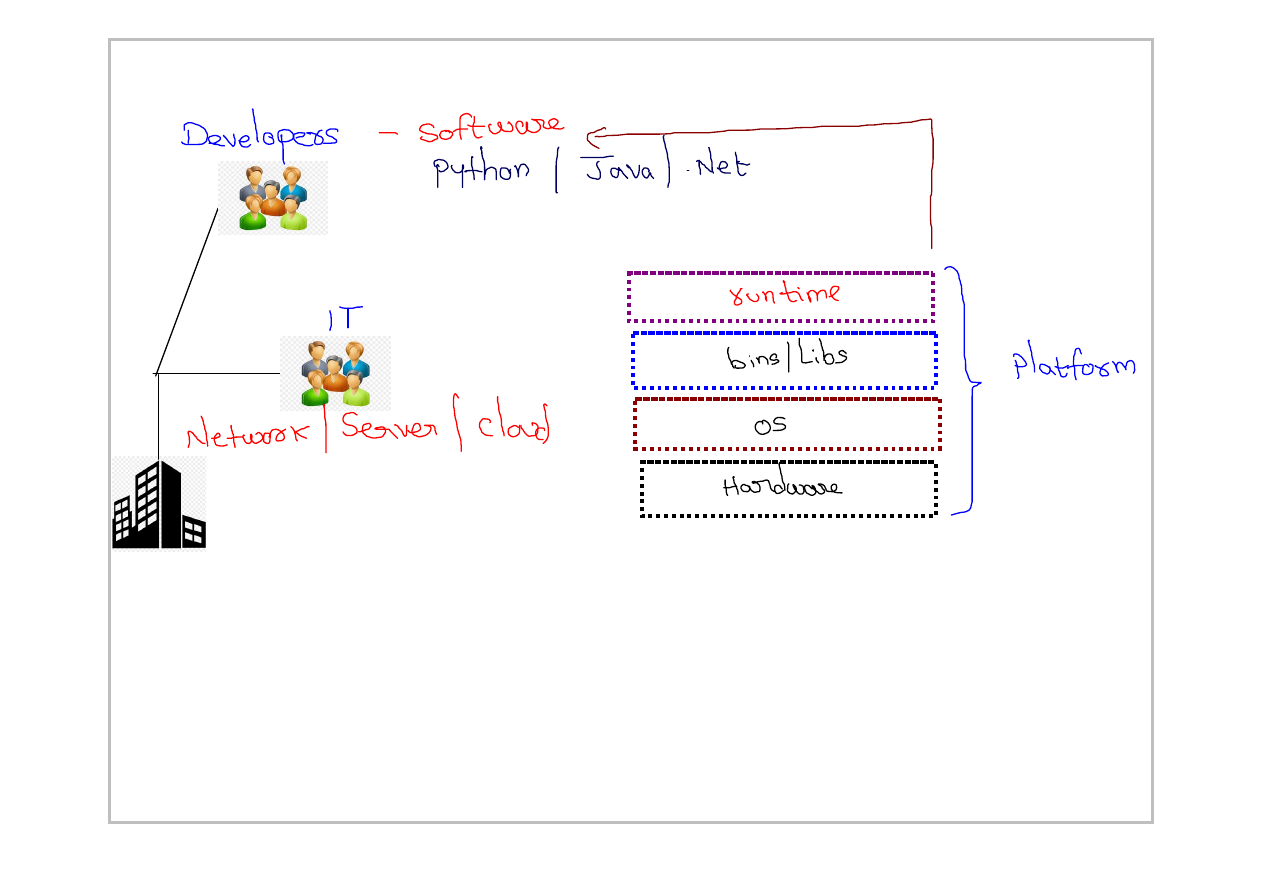 Developers - Software
Python | Java | .Net
IT
Network | Server | Cloud
runtime
bins | Libs
OS
Hardware
Platform